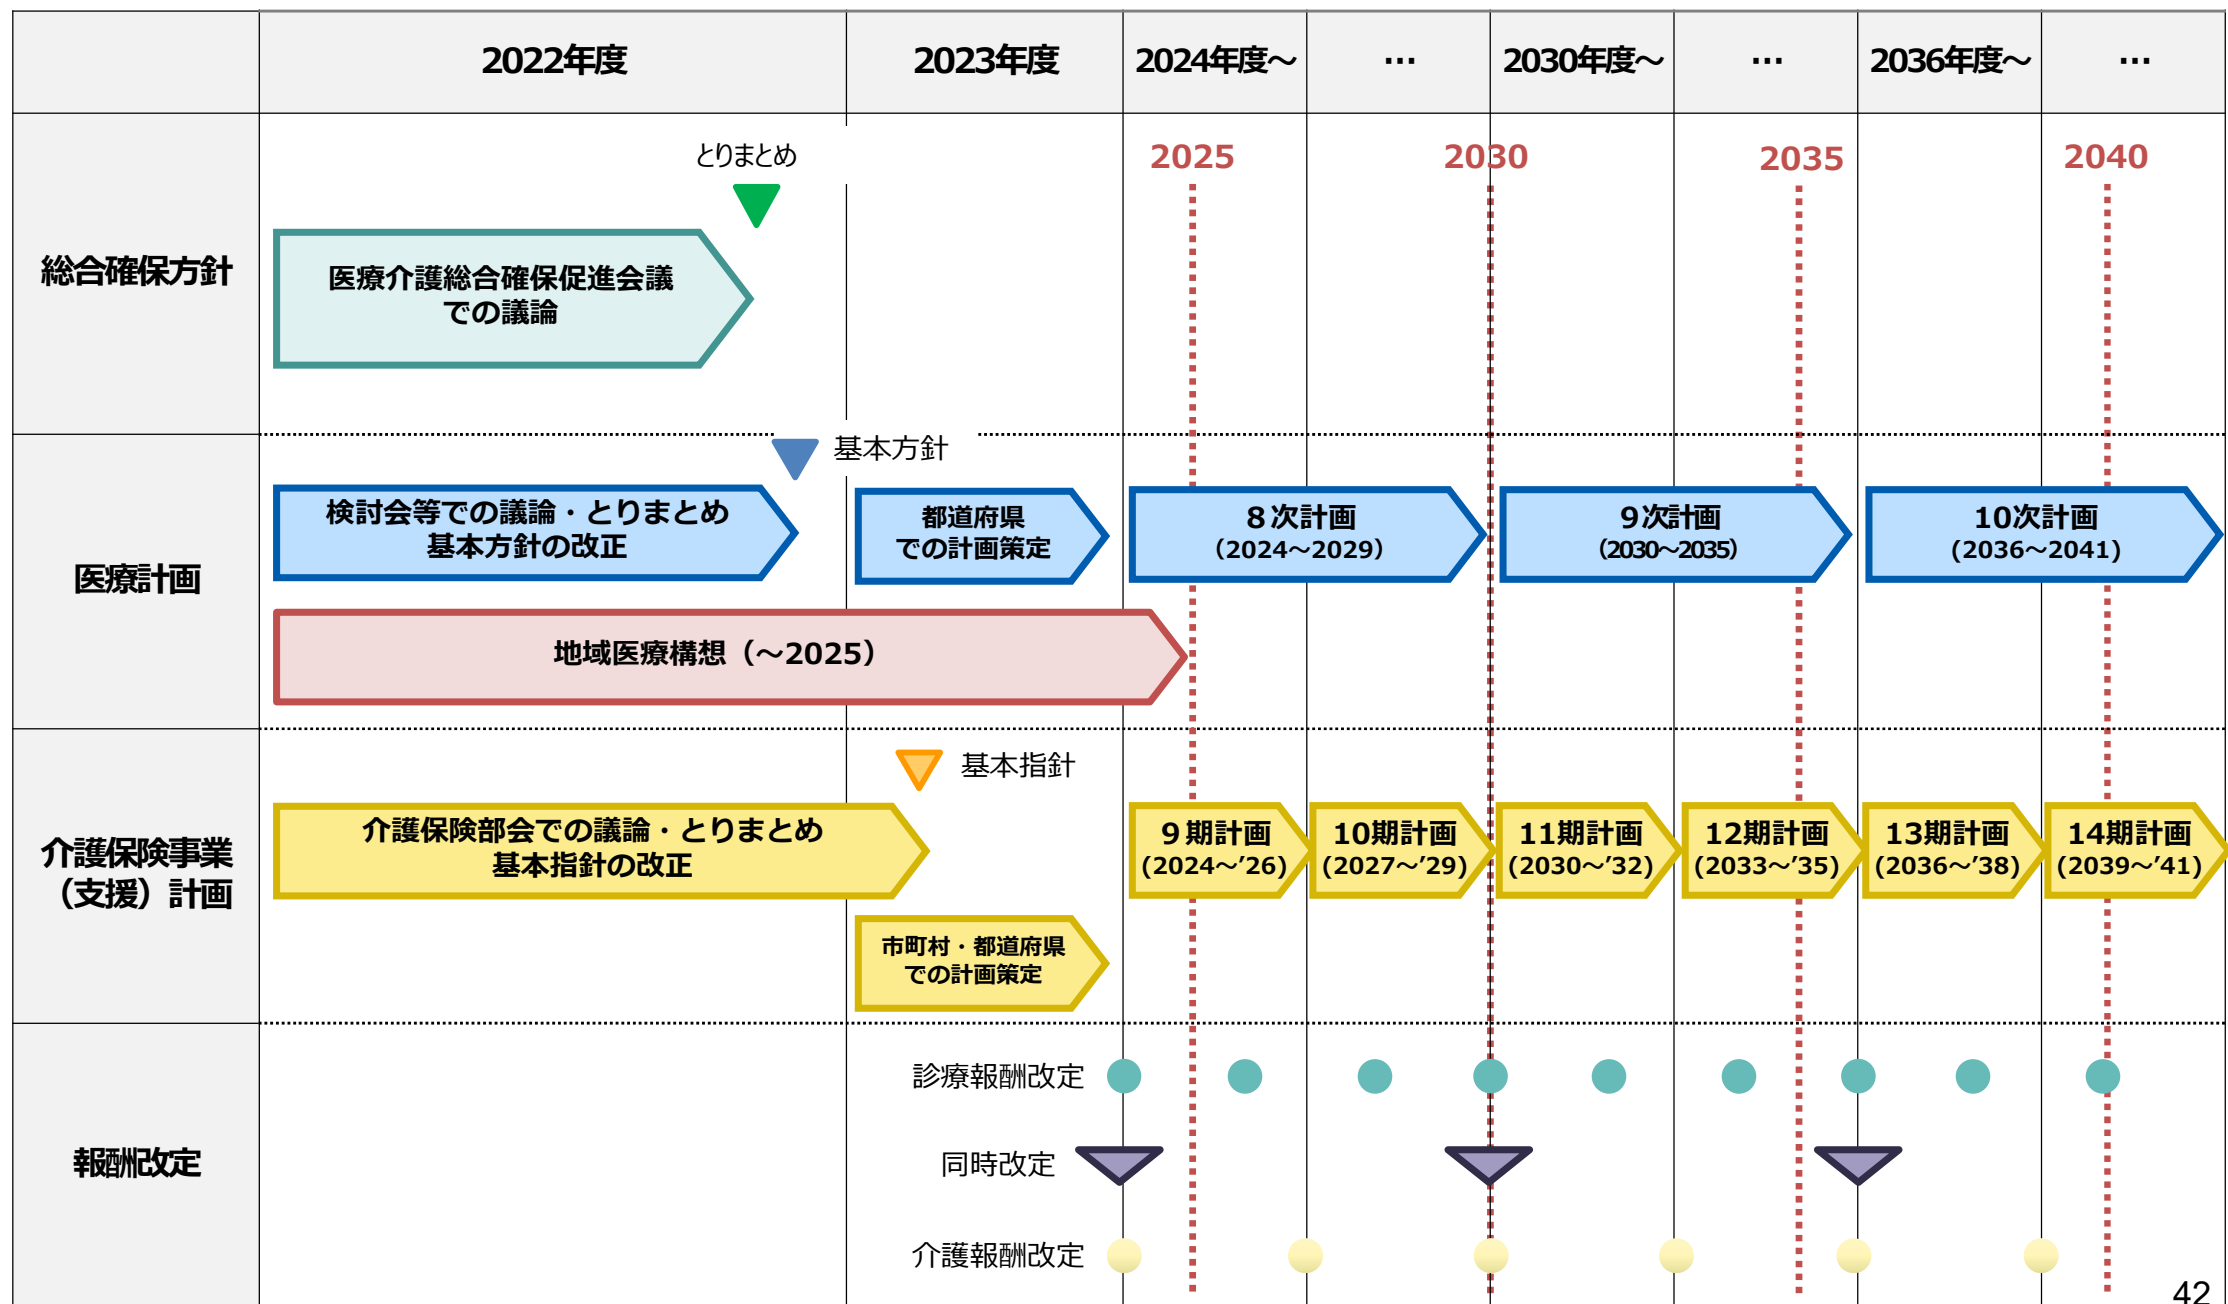 2022年度
2023年度
2024年度～
…
2030年度～
…
2036年度～
…
総合確保方針
とりまとめ
2025
2030
2035
2040
医療介護総合確保促進会議
での議論
医療計画
基本方針
検討会等での議論・とりまとめ
基本方針の改正
都道府県
での計画策定
８次計画
（2024～2029）
９次計画
（2030～2035）
10次計画
(2036～2041)
地域医療構想（～2025）
介護保険事業
（支援）計画
基本指針
介護保険部会での議論・とりまとめ
基本指針の改正
９期計画
(2024～’26)
10期計画
(2027～’29)
11期計画
(2030～’32)
12期計画
(2033～’35)
13期計画
(2036～’38)
14期計画
(2039～’41)
市町村・都道府県
での計画策定
報酬改定
診療報酬改定
同時改定
介護報酬改定
42